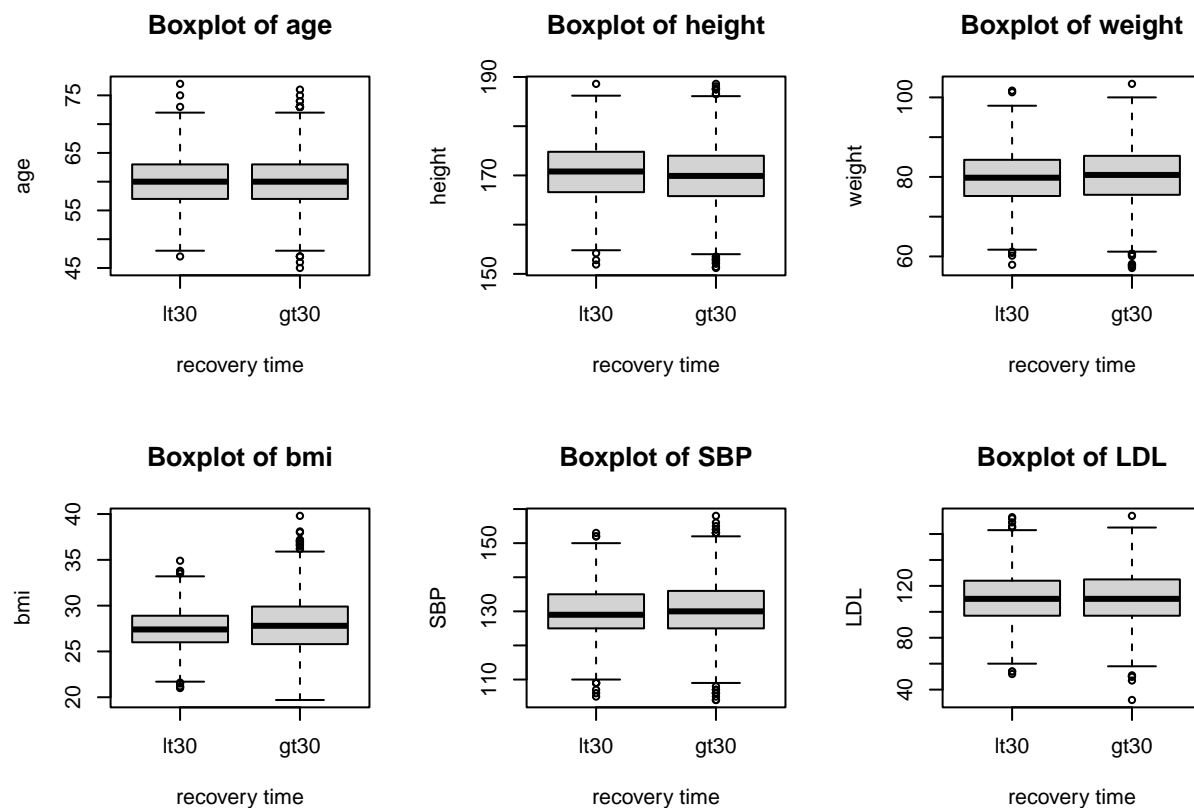 Boxplot of age
75
65
55
45
age
lt30
gt30
recovery time
Boxplot of height
190
170
150
height
lt30
gt30
recovery time
Boxplot of weight
100
80
60
weight
lt30
gt30
recovery time
Boxplot of bmi
40
35
30
25
20
bmi
lt30
gt30
recovery time
Boxplot of SBP
150
130
110
SBP
lt30
gt30
recovery time
Boxplot of LDL
120
80
40
LDL
lt30
gt30
recovery time